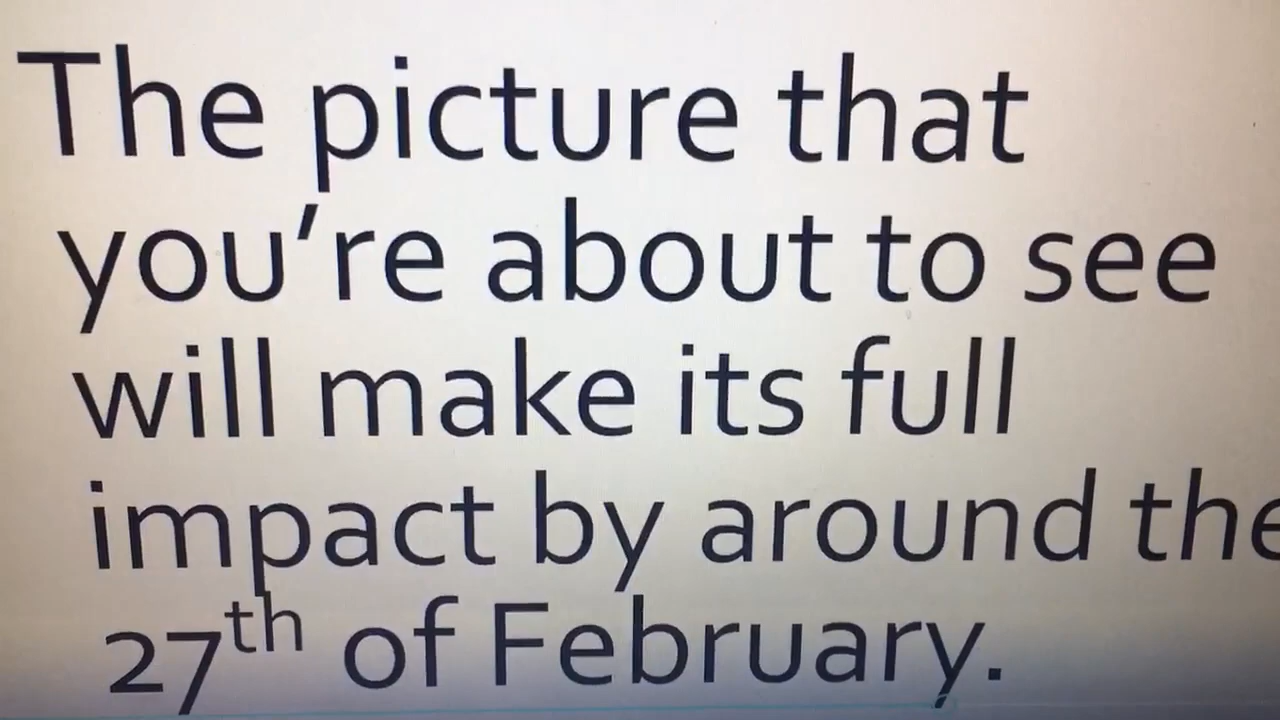 The picture that
you're about to see
will make its full
impact by around the
27th of February.